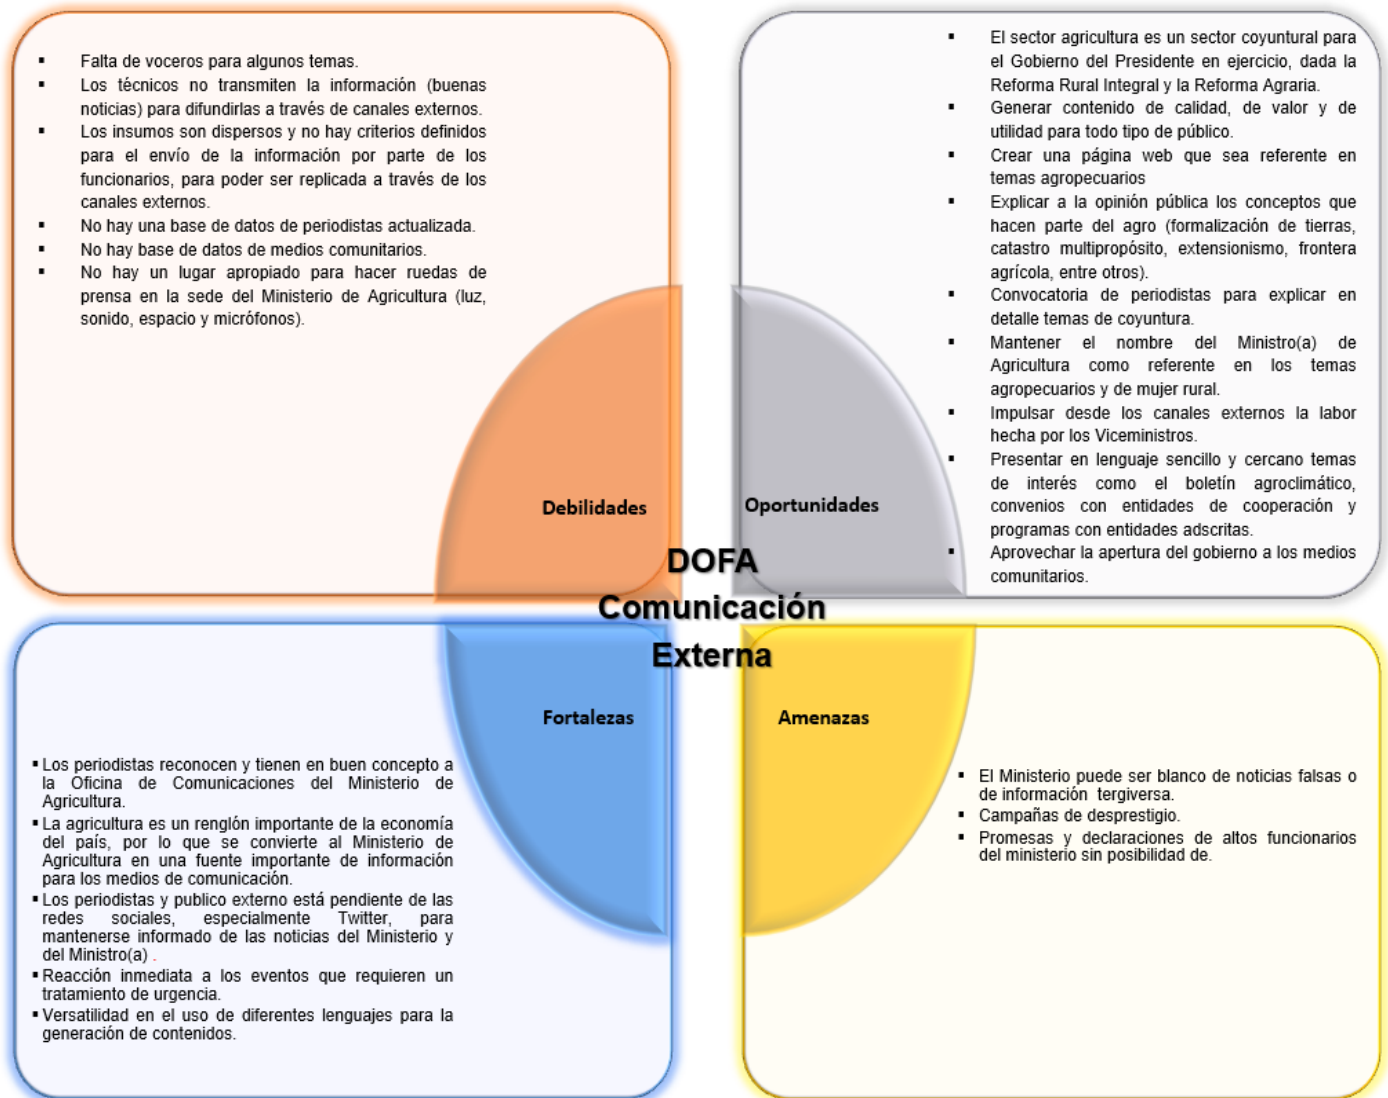 ▪ Falta de voceros para algunos temas.
▪ Los técnicos no transmiten la información (buenas
noticias) para difundirlas a través de canales externos.
▪ Los insumos son dispersos y no hay criterios definidos
para el envío de la información por parte de los
funcionarios, para poder ser replicada a través de los
canales externos.
▪ No hay una base de datos de periodistas actualizada.
▪ No hay base de datos de medios comunitarios.
▪ No hay un lugar apropiado para hacer ruedas de
prensa en la sede del Ministerio de Agricultura (luz,
sonido, espacio y micrófonos).
Debilidades
▪ El sector agricultura es un sector coyuntural para
el Gobierno del Presidente en ejercicio, dada la
Reforma Rural Integral y la Reforma Agraria.
▪ Generar contenido de calidad, de valor y de
utilidad para todo tipo de público.
▪ Crear una página web que sea referente en
temas agropecuarios
▪ Explicar a la opinión pública los conceptos que
hacen parte del agro (formalización de tierras,
catastro multipropósito, extensionismo, frontera
agrícola, entre otros).
▪ Convocatoria de periodistas para explicar en
detalle temas de coyuntura.
▪ Mantener el nombre del Ministro(a) de
Agricultura como referente en los temas
agropecuarios y de mujer rural.
▪ Impulsar desde los canales externos la labor
hecha por los Viceministros.
▪ Presentar en lenguaje sencillo y cercano temas
de interés como el boletín agroclimático,
convenios con entidades de cooperación y
programas con entidades adscritas.
▪ Aprovechar la apertura del gobierno a los medios
comunitarios.
Oportunidades
DOFA
Comunicación
Externa
Fortalezas
▪ Los periodistas reconocen y tienen en buen concepto a
la Oficina de Comunicaciones del Ministerio de
Agricultura.
▪ La agricultura es un renglón importante de la economía
del país, por lo que se convierte al Ministerio de
Agricultura en una fuente importante de información
para los medios de comunicación.
▪ Los periodistas y publico externo está pendiente de las
redes sociales, especialmente Twitter, para
mantenerse informado de las noticias del Ministerio y
del Ministro(a) .
▪ Reacción inmediata a los eventos que requieren un
tratamiento de urgencia.
▪ Versatilidad en el uso de diferentes lenguajes para la
generación de contenidos.
Amenazas
▪ El Ministerio puede ser blanco de noticias falsas o
de información tergiversa.
▪ Campañas de desprestigio.
▪ Promesas y declaraciones de altos funcionarios
del ministerio sin posibilidad de.